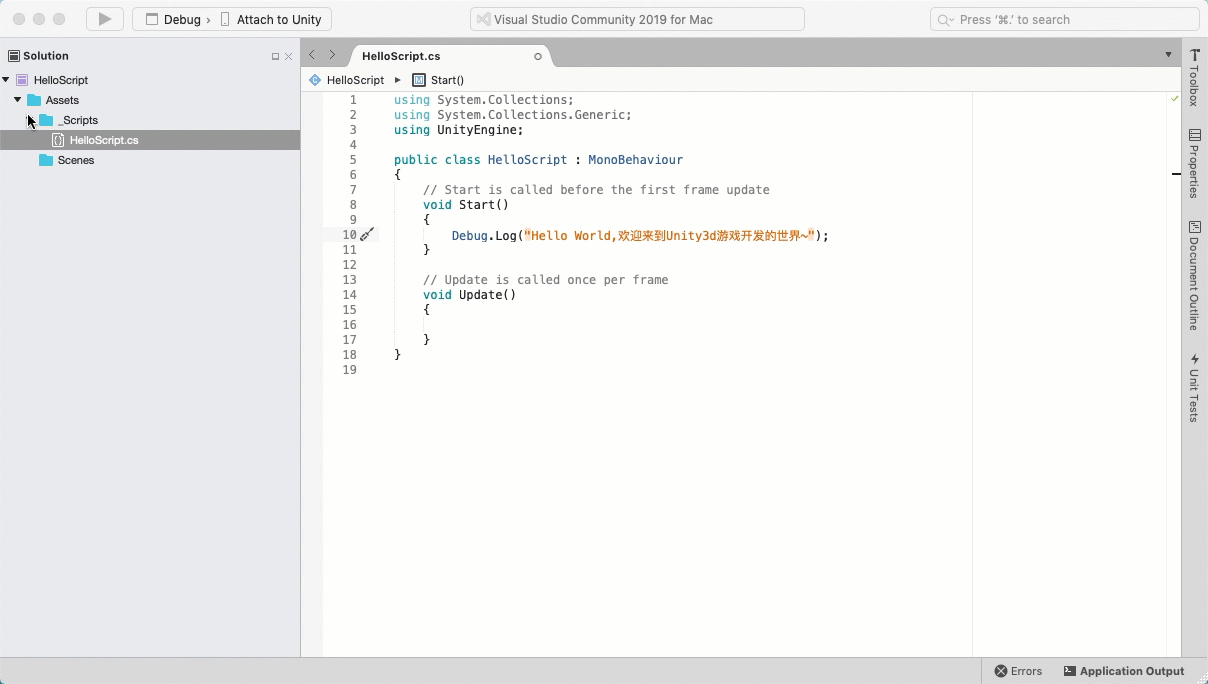 Debug › Attach to Unity
Visual Studio Community 2019 for Mac
Press '⌘.' to search
Solution
HelloScript.cs
HelloScript
Assets
_Scripts
HelloScript.cs
Scenes
HelloScript ▸ Start()
1 using System.Collections;
2 using System.Collections.Generic;
3 using UnityEngine;
4
5 public class HelloScript : MonoBehaviour
6 {
7 // Start is called before the first frame update
8 void Start()
9 {
10 Debug.Log("Hello World,欢迎来到Unity3d游戏开发的世界~");
11 }
12
13 // Update is called once per frame
14 void Update()
15 {
16
17 }
18 }
19
Toolbox
Properties
Document Outline
Unit Tests
Errors
Application Output